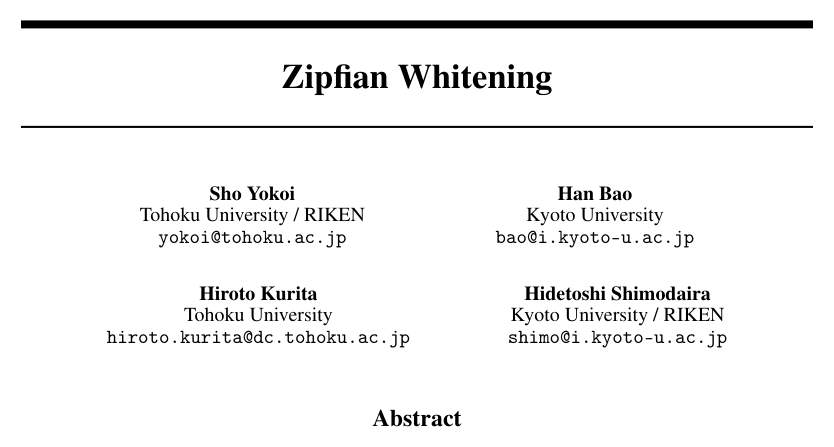 Zipfian Whitening
Sho Yokoi
Tohoku University / RIKEN
yokoi@tohoku.ac.jp
Han Bao
Kyoto University
bao@i.kyoto-u.ac.jp
Hiroto Kurita
Tohoku University
hiroto.kurita@dc.tohoku.ac.jp
Hidetoshi Shimodaira
Kyoto University / RIKEN
shimo@i.kyoto-u.ac.jp
Abstract